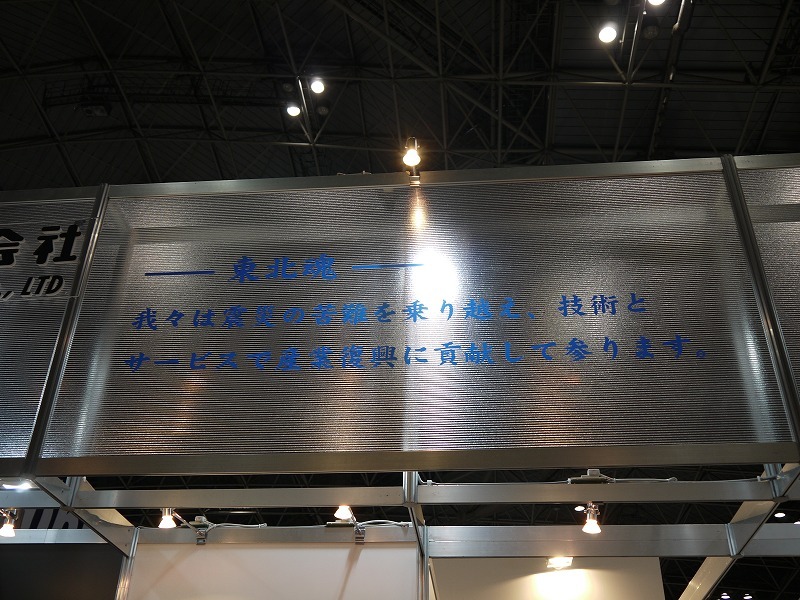 会社
., LTD
東北魂
我々は震災の苦難を乗り越え、技術と
サービスで産業復興に貢献して参ります。